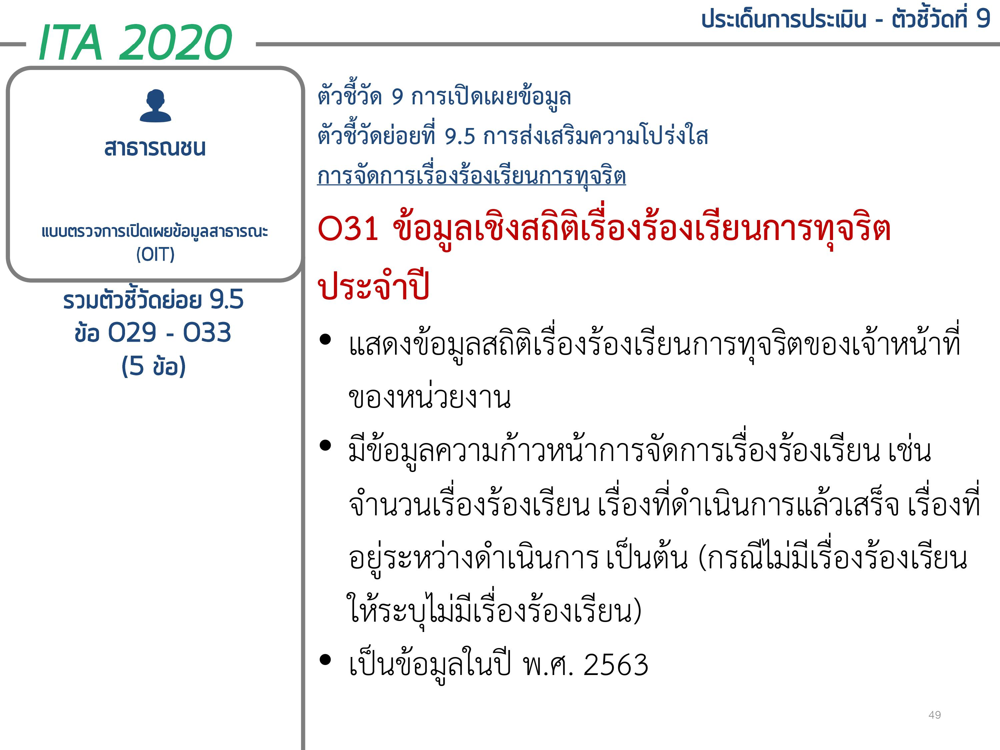 ประเด็นการประเมิน - ตัวชี้วัดที่ 9
ITA 2020
สาธารณชน
แบบตรวจการเปิดเผยข้อมูลสาธารณะ
(OIT)
รวมตัวชี้วัดย่อย 9.5
ข้อ O29 - O33
(5 ข้อ)
ตัวชี้วัด 9 การเปิดเผยข้อมูล
ตัวชี้วัดย่อยที่ 9.5 การส่งเสริมความโปร่งใส
การจัดการเรื่องร้องเรียนการทุจริต
O31 ข้อมูลเชิงสถิติเรื่องร้องเรียนการทุจริต
ประจำปี
• แสดงข้อมูลสถิติเรื่องร้องเรียนการทุจริตของเจ้าหน้าที่
ของหน่วยงาน
• มีข้อมูลความก้าวหน้าการจัดการเรื่องร้องเรียน เช่น
จำนวนเรื่องร้องเรียน เรื่องที่ดำเนินการแล้วเสร็จ เรื่องที่
อยู่ระหว่างดำเนินการ เป็นต้น (กรณีไม่มีเรื่องร้องเรียน
ให้ระบุไม่มีเรื่องร้องเรียน)
• เป็นข้อมูลในปี พ.ศ. 2563
49